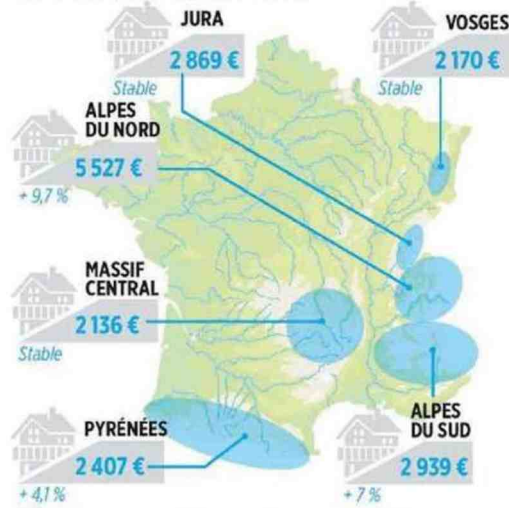 JURA
2 869 €
Stable
VOSGES
2 170 €
Stable
ALPES
DU NORD
5 527 €
+ 9,7 %
MASSIF
CENTRAL
2 136 €
Stable
PYRÉNÉES
2 407 €
+ 4,1 %
ALPES
DU SUD
2 939 €
+ 7 %